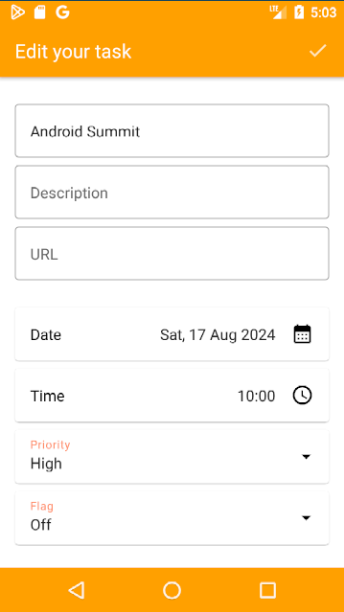 LTE 5:03
Edit your task
Android Summit
Description
URL
Date Sat, 17 Aug 2024
Time 10:00
Priority
High
Flag
Off